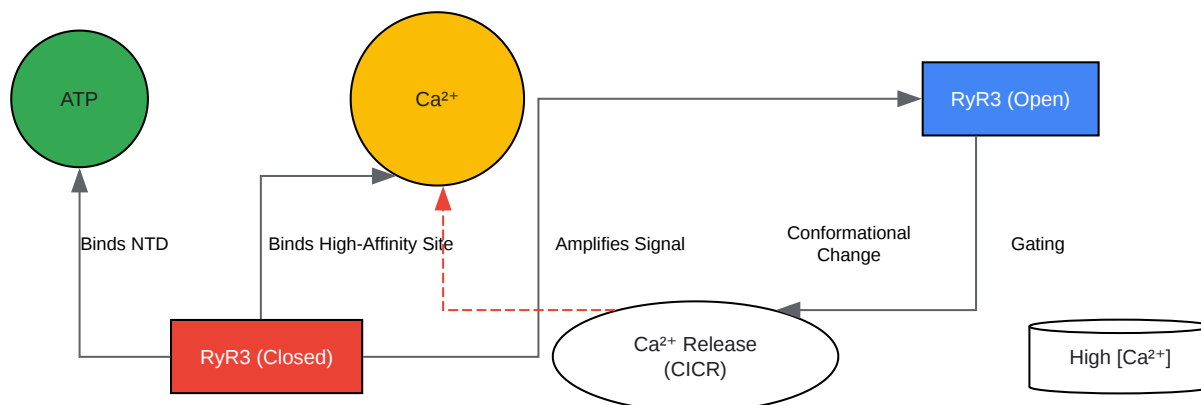 ATP
Ca²⁺
RyR3 (Open)
Binds NTD
Binds High-Affinity Site
Amplifies Signal
Conformational
Change
Gating
RyR3 (Closed)
Ca²⁺ Release
(CICR)
High [Ca²⁺]